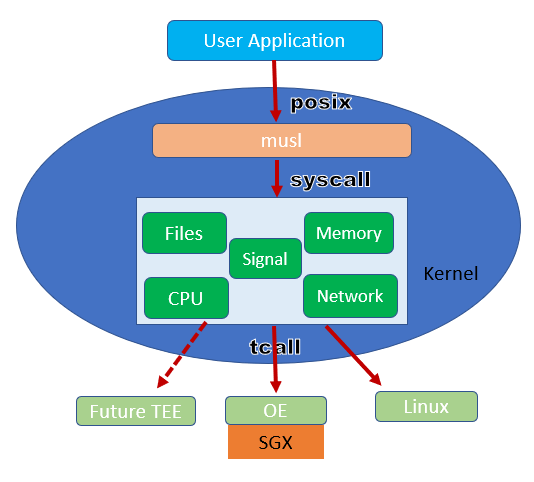 User Application
posix
musl
syscall
Files
Memory
Signal
Kernel
CPU
Network
tcall
Future TEE
OE
Linux
SGX